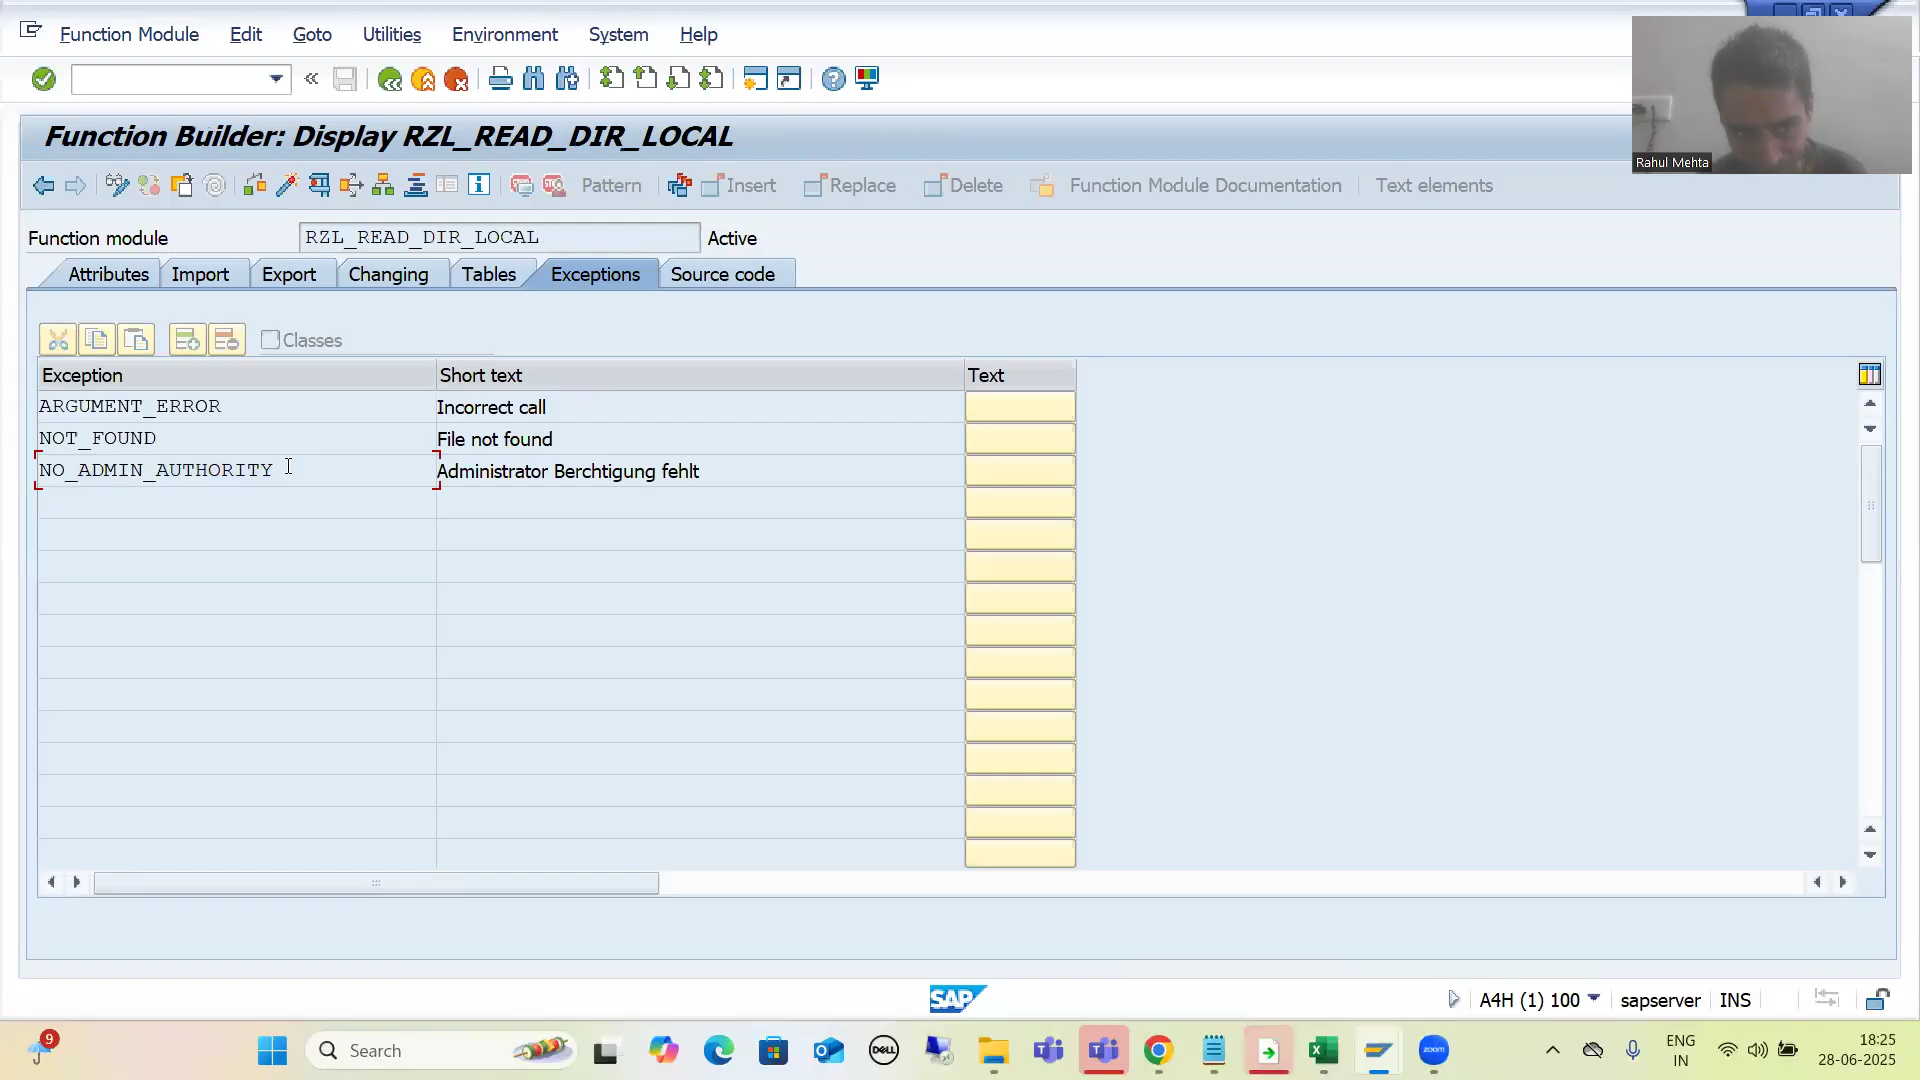 Function Module Edit Goto Utilities Environment System Help
Rahul Mehta
Function Builder: Display RZL_READ_DIR_LOCAL
Pattern Insert Replace Delete Function Module Documentation Text elements
Function module RZL_READ_DIR_LOCAL Active
Attributes Import Export Changing Tables Exceptions Source code
Classes
Exception Short text Text
ARGUMENT_ERROR Incorrect call
NOT_FOUND File not found
NO_ADMIN_AUTHORITY Administrator Berchtigung fehlt
SAP A4H (1) 100 sapserver INS
9 Search DELL zoom ENG 18:25
IN 28-06-2025